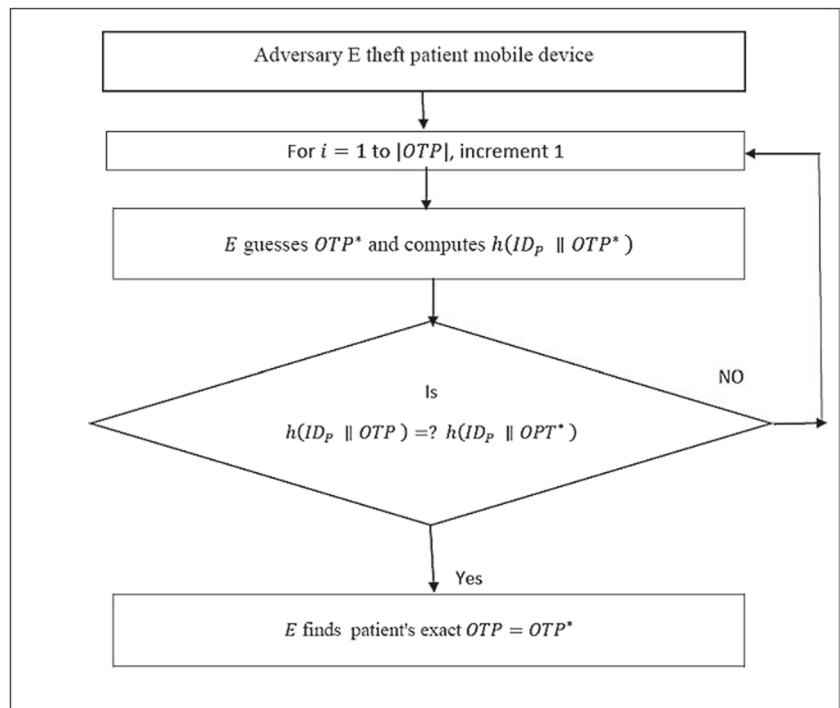 Adversary E theft patient mobile device
For i = 1 to |OTP|, increment 1
E guesses OTP* and computes h(ID_P ∥ OTP*)
NO
Is
h(ID_P ∥ OTP) =? h(ID_P ∥ OPT*)
Yes
E finds patient's exact OTP = OTP*